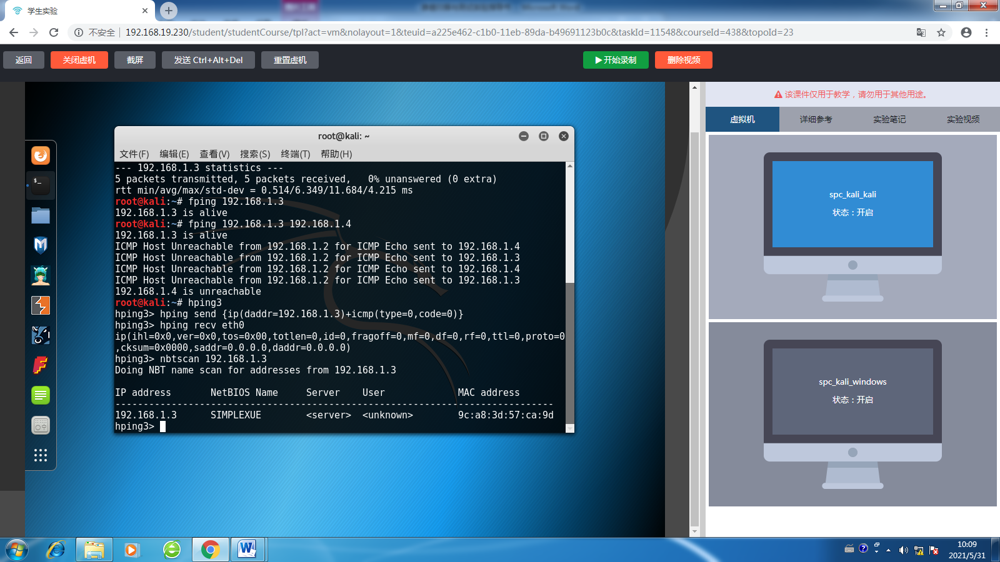 学生实验
不安全
192.168.19.230/student/studentCourse/tpl?act=vm&nolayout=1&teuid=a225e462-c1b0-11eb-89da-b49691123b0c&taskId=11548&courseId=438&topoId=23
返回
关闭虚机
截屏
发送 Ctrl+Alt+Del
重置虚机
开始录制
删除视频
该课件仅用于教学，请勿用于其他用途。
虚拟机
详细参考
实验笔记
实验视频
spc_kali_kali
状态：开启
spc_kali_windows
状态：开启
root@kali: ~
文件(F) 编辑(E) 查看(V) 搜索(S) 终端(T) 帮助(H)
--- 192.168.1.3 statistics ---
5 packets transmitted, 5 packets received,   0% unanswered (0 extra)
rtt min/avg/max/std-dev = 0.514/6.349/11.684/4.215 ms
root@kali:~# fping 192.168.1.3
192.168.1.3 is alive
root@kali:~# fping 192.168.1.3 192.168.1.4
192.168.1.3 is alive
ICMP Host Unreachable from 192.168.1.2 for ICMP Echo sent to 192.168.1.4
ICMP Host Unreachable from 192.168.1.2 for ICMP Echo sent to 192.168.1.3
ICMP Host Unreachable from 192.168.1.2 for ICMP Echo sent to 192.168.1.4
ICMP Host Unreachable from 192.168.1.2 for ICMP Echo sent to 192.168.1.3
192.168.1.4 is unreachable
root@kali:~# hping3
hping3> hping send {ip(daddr=192.168.1.3)+icmp(type=0,code=0)}
hping3> hping recv eth0
ip(ihl=0x0,ver=0x0,tos=0x00,totlen=0,id=0,fragoff=0,mf=0,df=0,rf=0,ttl=0,proto=0
,cksum=0x0000,saddr=0.0.0.0,daddr=0.0.0.0)
hping3> nbtscan 192.168.1.3
Doing NBT name scan for addresses from 192.168.1.3
IP address       NetBIOS Name     Server    User             MAC address
------------------------------------------------------------------------------
192.168.1.3      SIMPLEXUE        <server>  <unknown>        9c:a8:3d:57:ca:9d
hping3>
10:09
2021/5/31